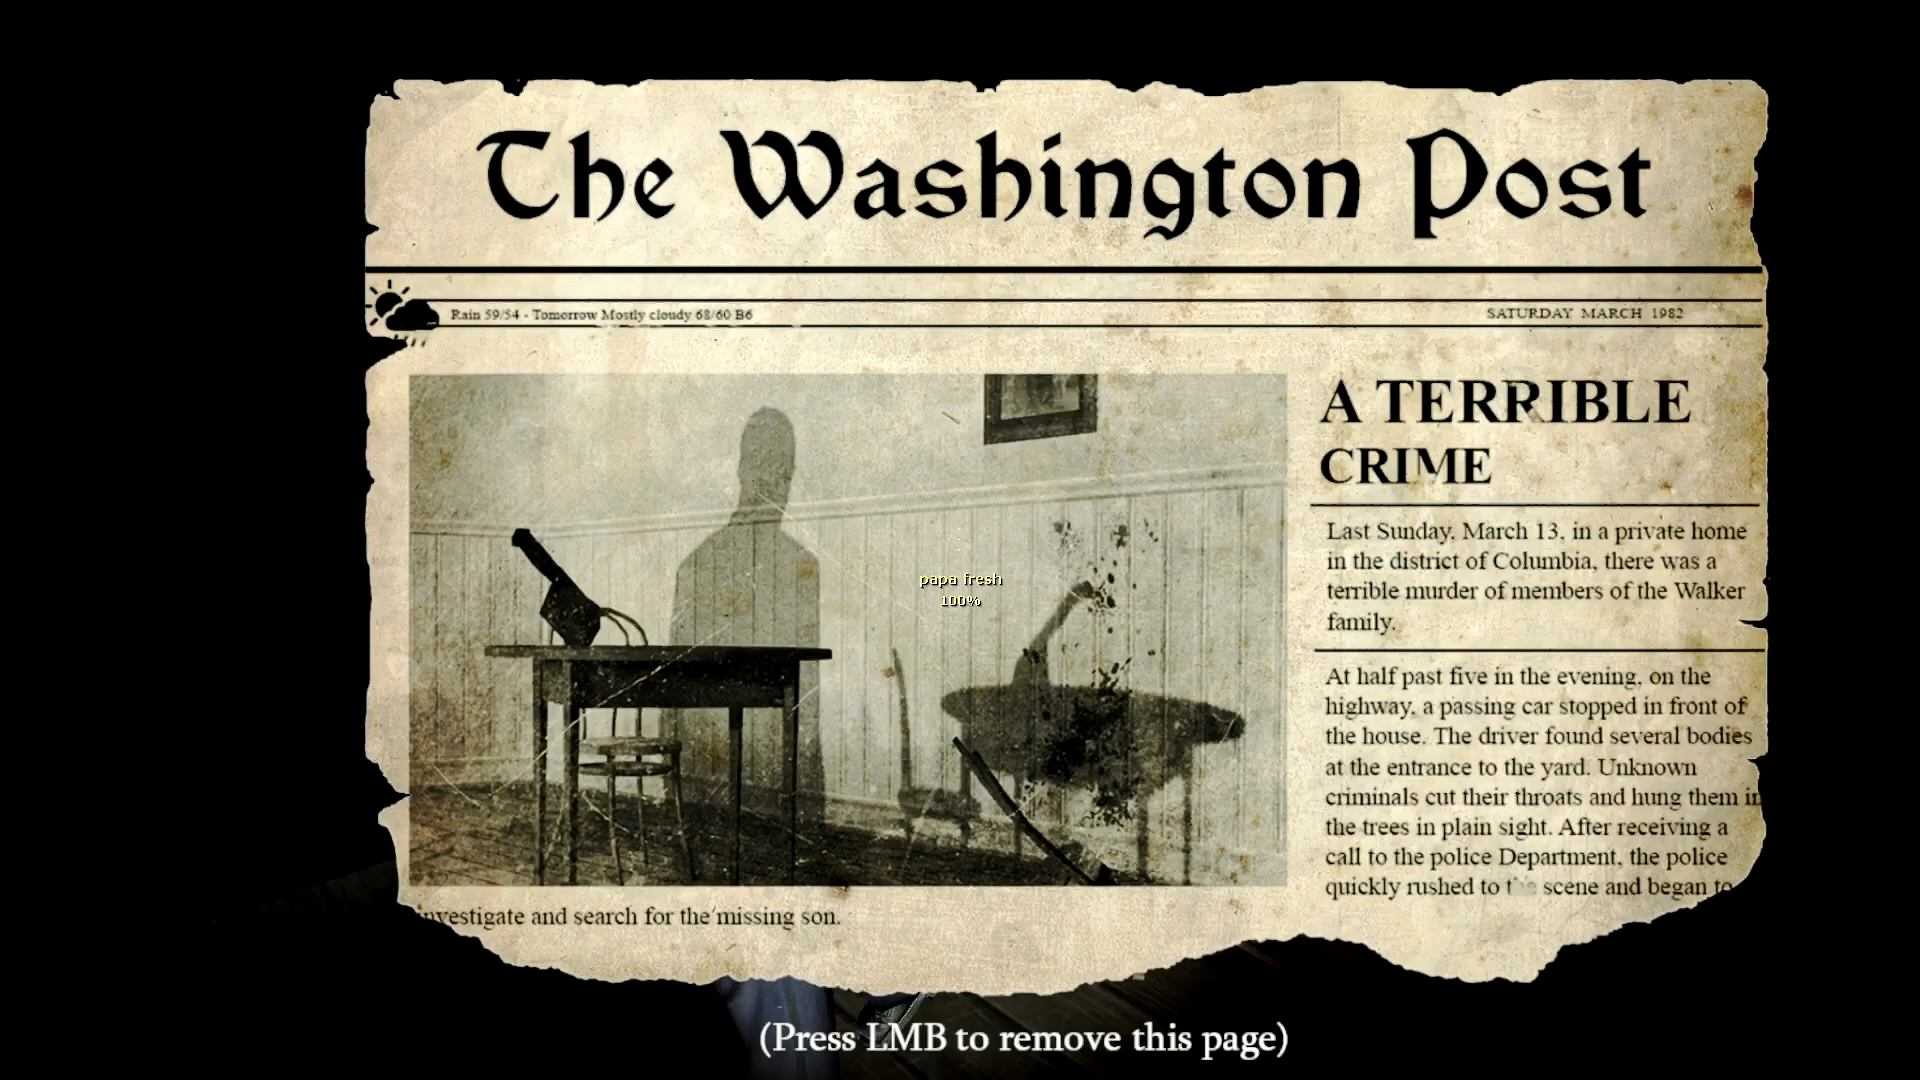 The Washington Post
Rain 59/54 - Tomorrow Mostly cloudy 68/60 B6
SATURDAY MARCH 1982
A TERRIBLE
CRIME
Last Sunday, March 13, in a private home
in the district of Columbia, there was a
terrible murder of members of the Walker
family.
At half past five in the evening, on the
highway, a passing car stopped in front of
the house. The driver found several bodies
at the entrance to the yard. Unknown
criminals cut their throats and hung them in
the trees in plain sight. After receiving a
call to the police Department, the police
quickly rushed to the scene and began to
investigate and search for the missing son.
papa fresh
100%
(Press LMB to remove this page)